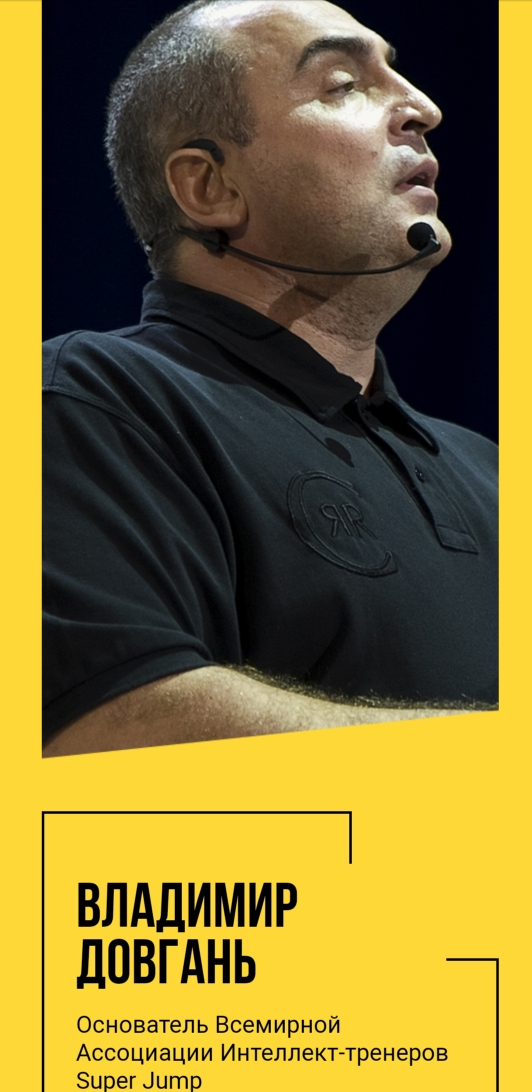 ВЛАДИМИР
ДОВГАНЬ
Основатель Всемирной
Ассоциации Интеллект-тренеров
Super Jump